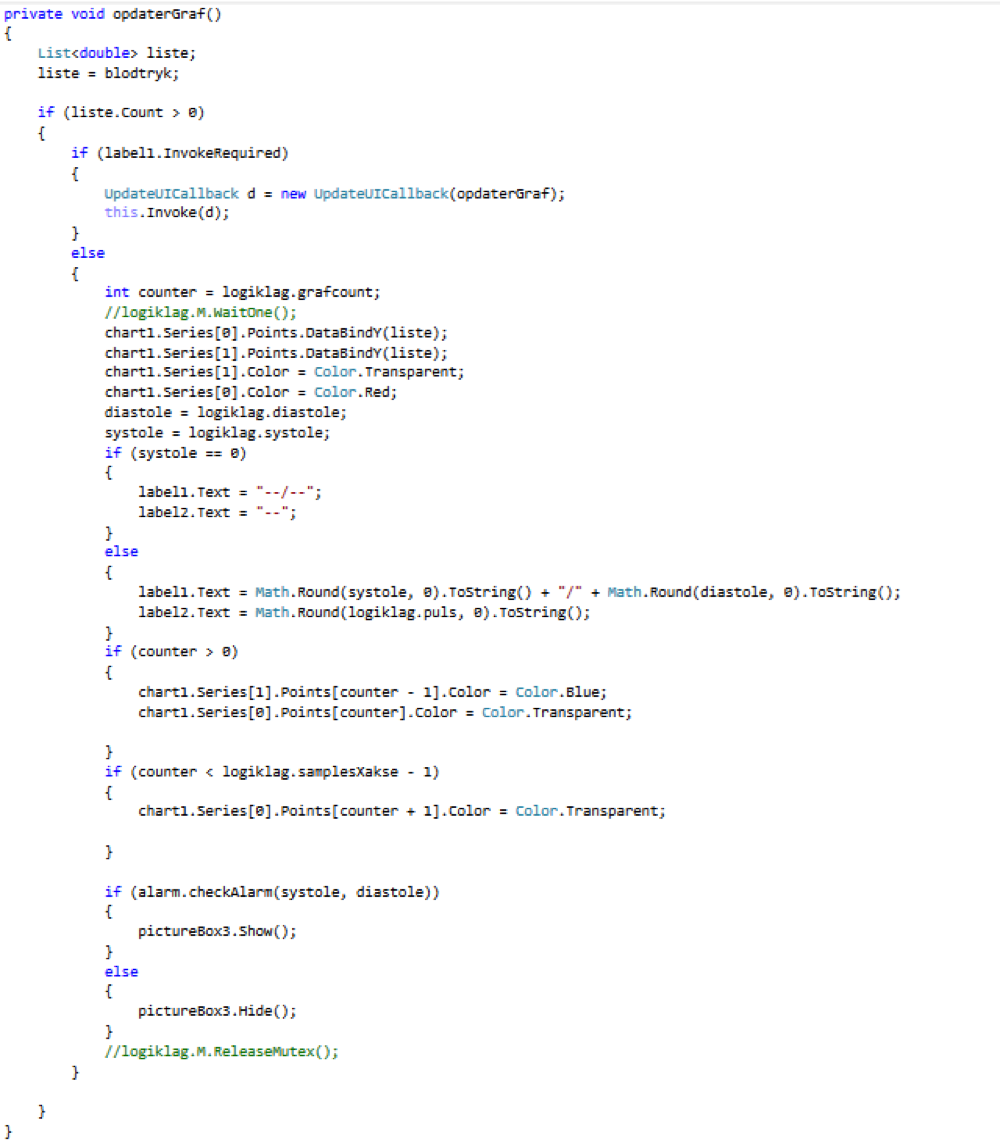 private void opdaterGraf()
{
    List<double> liste;
    liste = blodtryk;

    if (liste.Count > 0)
    {
        if (label1.InvokeRequired)
        {
            UpdateUICallback d = new UpdateUICallback(opdaterGraf);
            this.Invoke(d);
        }
        else
        {
            int counter = logiklag.grafcount;
            //logiklag.M.WaitOne();
            chart1.Series[0].Points.DataBindY(liste);
            chart1.Series[1].Points.DataBindY(liste);
            chart1.Series[1].Color = Color.Transparent;
            chart1.Series[0].Color = Color.Red;
            diastole = logiklag.diastole;
            systole = logiklag.systole;
            if (systole == 0)
            {
                label1.Text = "--/--";
                label2.Text = "--";
            }
            else
            {
                label1.Text = Math.Round(systole, 0).ToString() + "/" + Math.Round(diastole, 0).ToString();
                label2.Text = Math.Round(logiklag.puls, 0).ToString();
            }
            if (counter > 0)
            {
                chart1.Series[1].Points[counter - 1].Color = Color.Blue;
                chart1.Series[0].Points[counter].Color = Color.Transparent;

            }
            if (counter < logiklag.samplesXakse - 1)
            {
                chart1.Series[0].Points[counter + 1].Color = Color.Transparent;

            }

            if (alarm.checkAlarm(systole, diastole))
            {
                pictureBox3.Show();
            }
            else
            {
                pictureBox3.Hide();
            }
            //logiklag.M.ReleaseMutex();
        }

    }
}